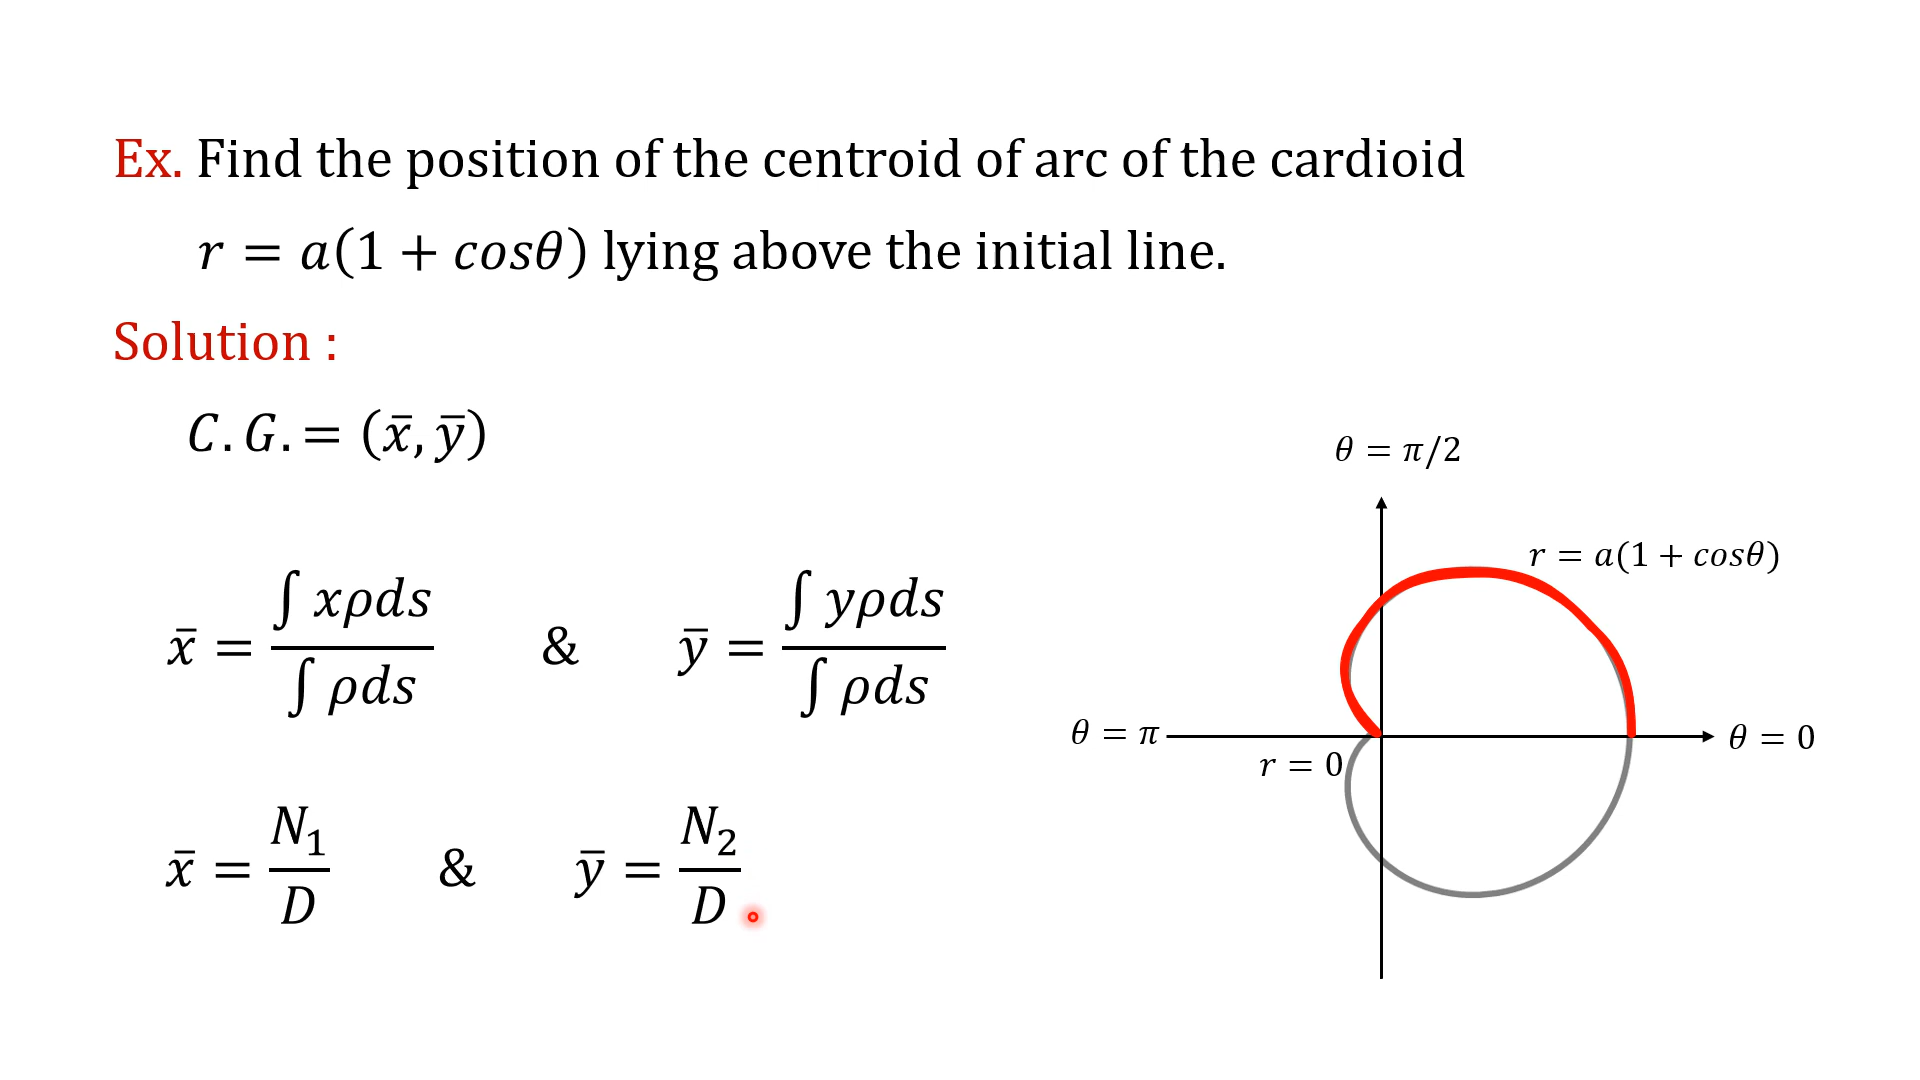 Ex. Find the position of the centroid of arc of the cardioid
r = a(1 + cosθ) lying above the initial line.
Solution :
C. G. = (x̄, ȳ)
x̄ = ∫ xρds / ∫ ρds & ȳ = ∫ yρds / ∫ ρds
x̄ = N₁ / D & ȳ = N₂ / D
θ = π/2
r = a(1 + cosθ)
θ = π
θ = 0
r = 0